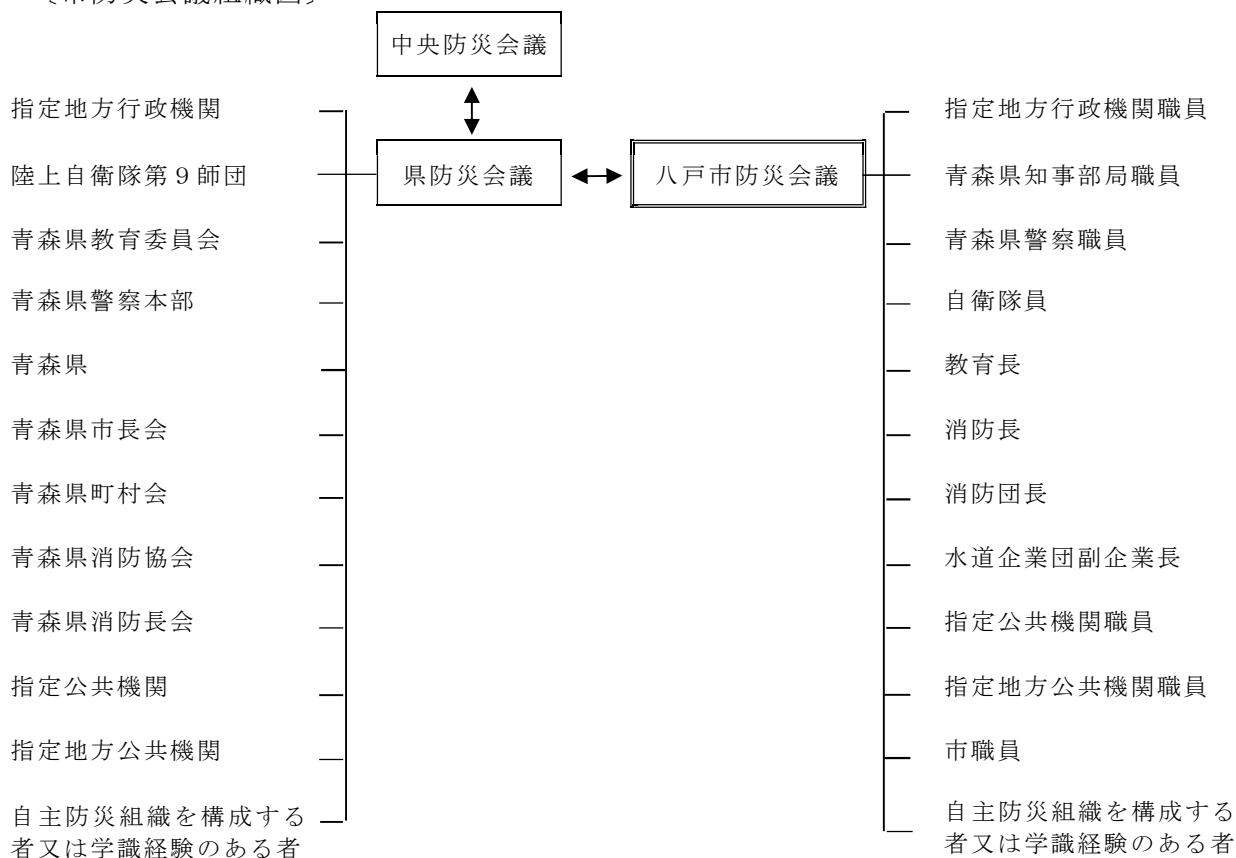 〔市防災会議組織図〕
中央防災会議
県防災会議
八戸市防災会議
指定地方行政機関
陸上自衛隊第９師団
青森県教育委員会
青森県警察本部
青森県
青森県市長会
青森県町村会
青森県消防協会
青森県消防長会
指定公共機関
指定地方公共機関
自主防災組織を構成する
者又は学識経験のある者
指定地方行政機関職員
青森県知事部局職員
青森県警察職員
自衛隊員
教育長
消防長
消防団長
水道企業団副企業長
指定公共機関職員
指定地方公共機関職員
市職員
自主防災組織を構成する
者又は学識経験のある者